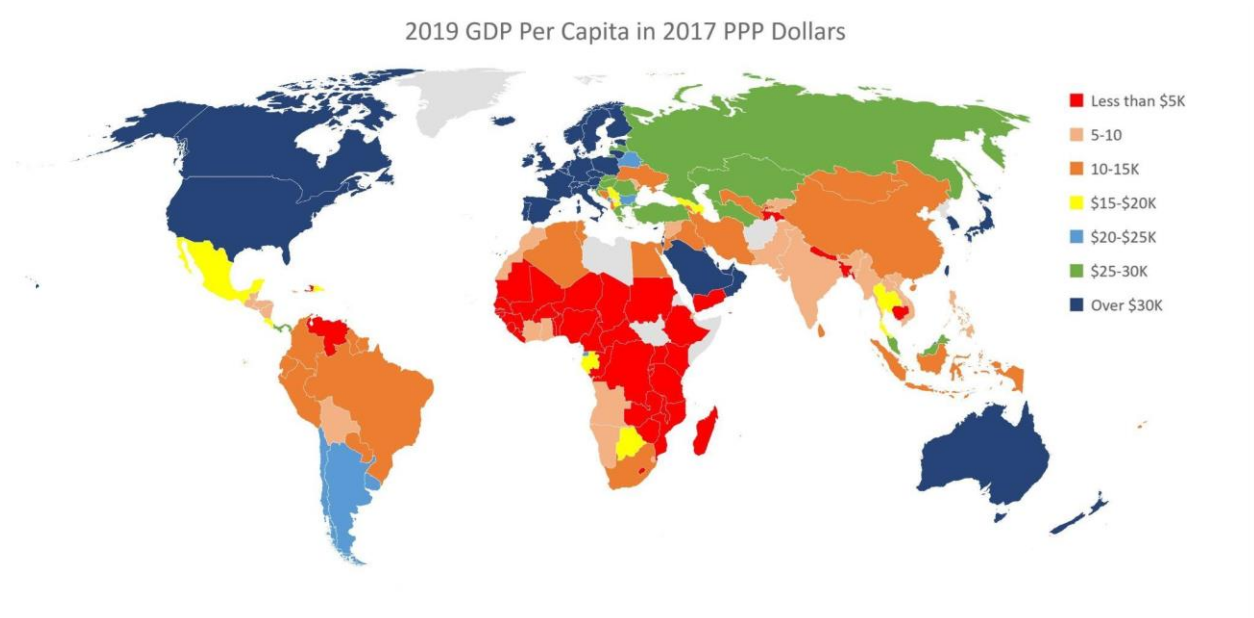 2019 GDP Per Capita in 2017 PPP Dollars
Less than $5K
5-10
10-15K
$15-$20K
$20-$25K
$25-30K
Over $30K